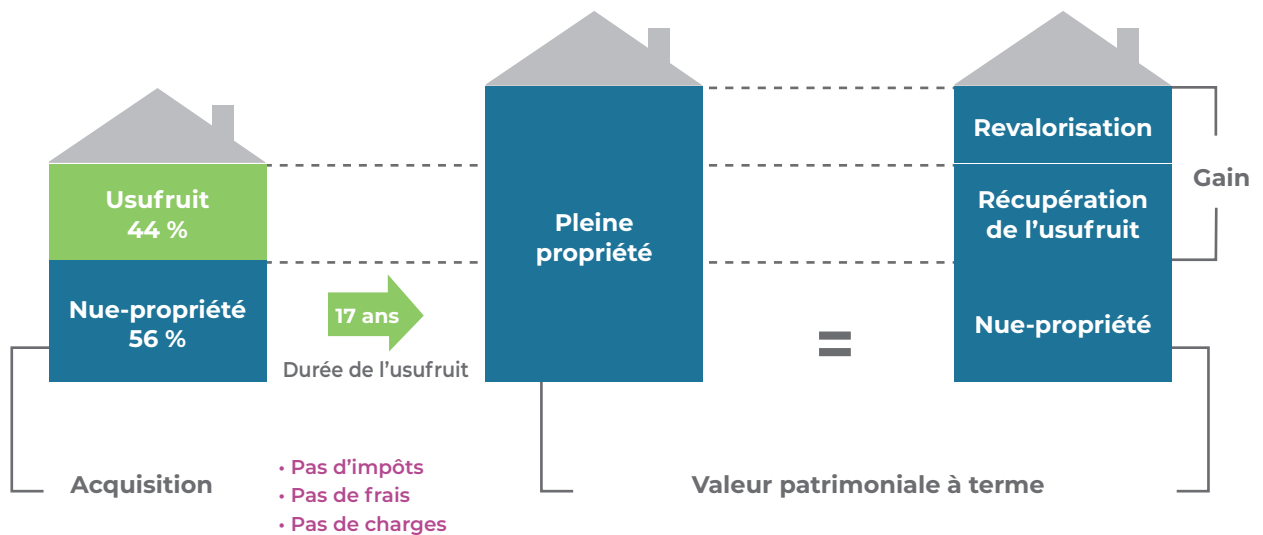 Usufruit
44 %
Nue-propriété
56 %
17 ans
Durée de l’usufruit
Pleine
propriété
=
Revalorisation
Récupération
de l’usufruit
Nue-propriété
Gain
Acquisition
• Pas d’impôts
• Pas de frais
• Pas de charges
Valeur patrimoniale à terme